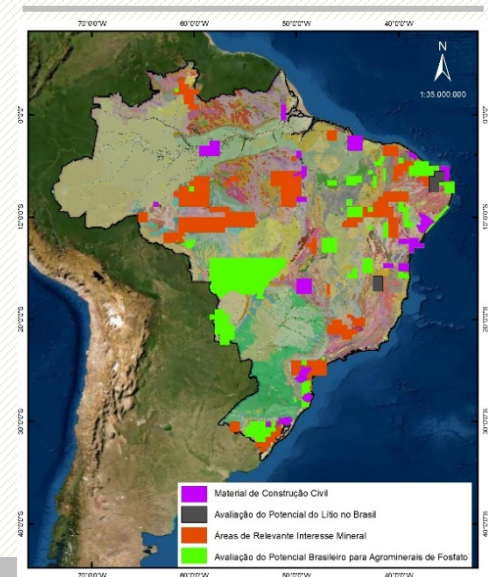 70°0'0"W 60°0'0"W 50°0'0"W 40°0'0"W
N
1:35.000.000
0°0'0" 0°0'0"
10°0'0"S 10°0'0"S
20°0'0"S 20°0'0"S
30°0'0"S 30°0'0"S
40°0'0"S 40°0'0"S
Material de Construção Civil
Avaliação do Potencial do Lítio no Brasil
Áreas de Relevante Interesse Mineral
Avaliação do Potencial Brasileiro para Agrominerais de Fosfato
70°0'0"W 60°0'0"W 50°0'0"W 40°0'0"W